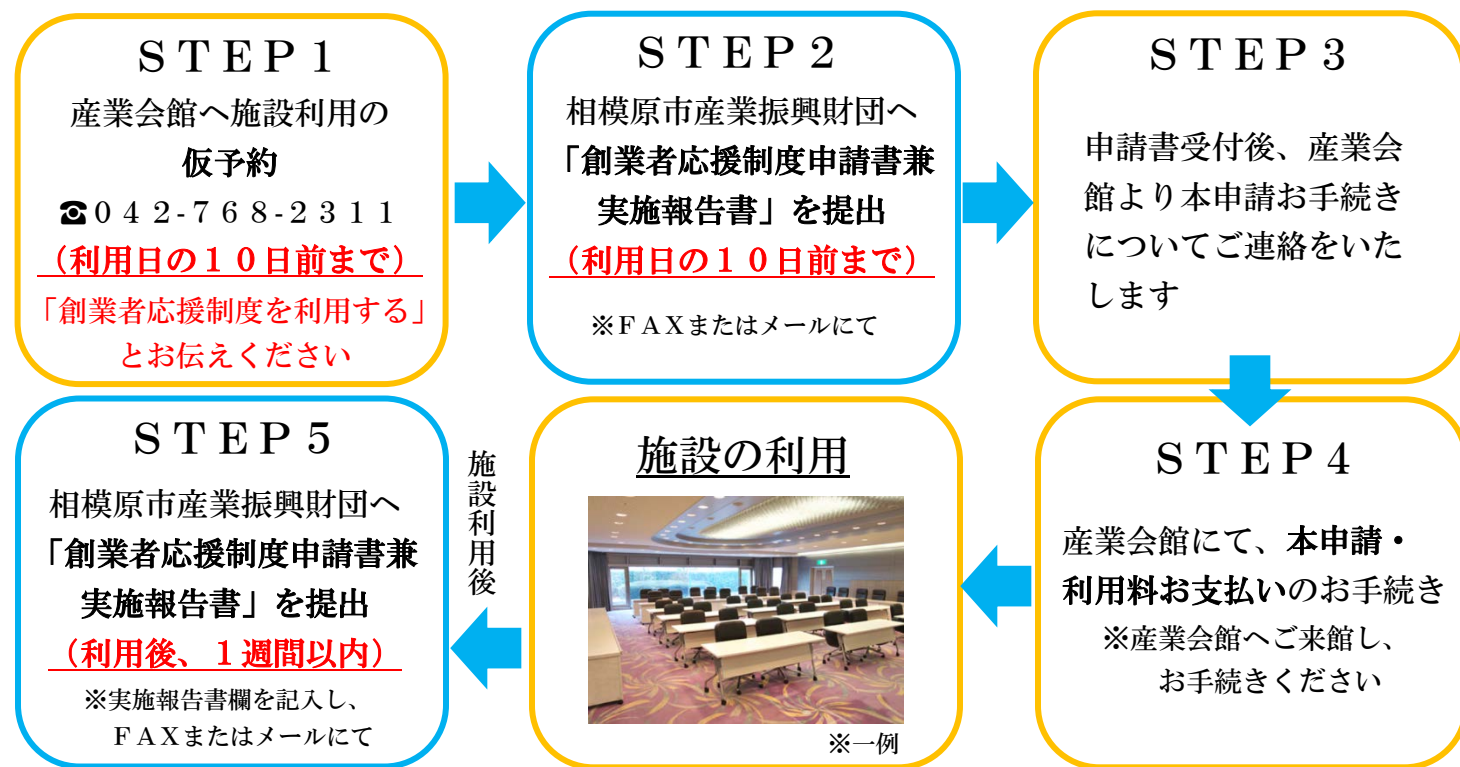 ＳＴＥＰ１
産業会館へ施設利用の
仮予約
☎０４２-７６８-２３１１
（利用日の１０日前まで）
「創業者応援制度を利用する」
とお伝えください
ＳＴＥＰ２
相模原市産業振興財団へ
「創業者応援制度申請書兼
実施報告書」を提出
（利用日の１０日前まで）
※ＦＡＸまたはメールにて
ＳＴＥＰ３
申請書受付後、産業会
館より本申請お手続き
についてご連絡をいた
します
ＳＴＥＰ４
産業会館にて、本申請・
利用料お支払いのお手続き
※産業会館へご来館し、
お手続きください
施設の利用
※一例
施設利用後
ＳＴＥＰ５
相模原市産業振興財団へ
「創業者応援制度申請書兼
実施報告書」を提出
（利用後、１週間以内）
※実施報告書欄を記入し、
ＦＡＸまたはメールにて